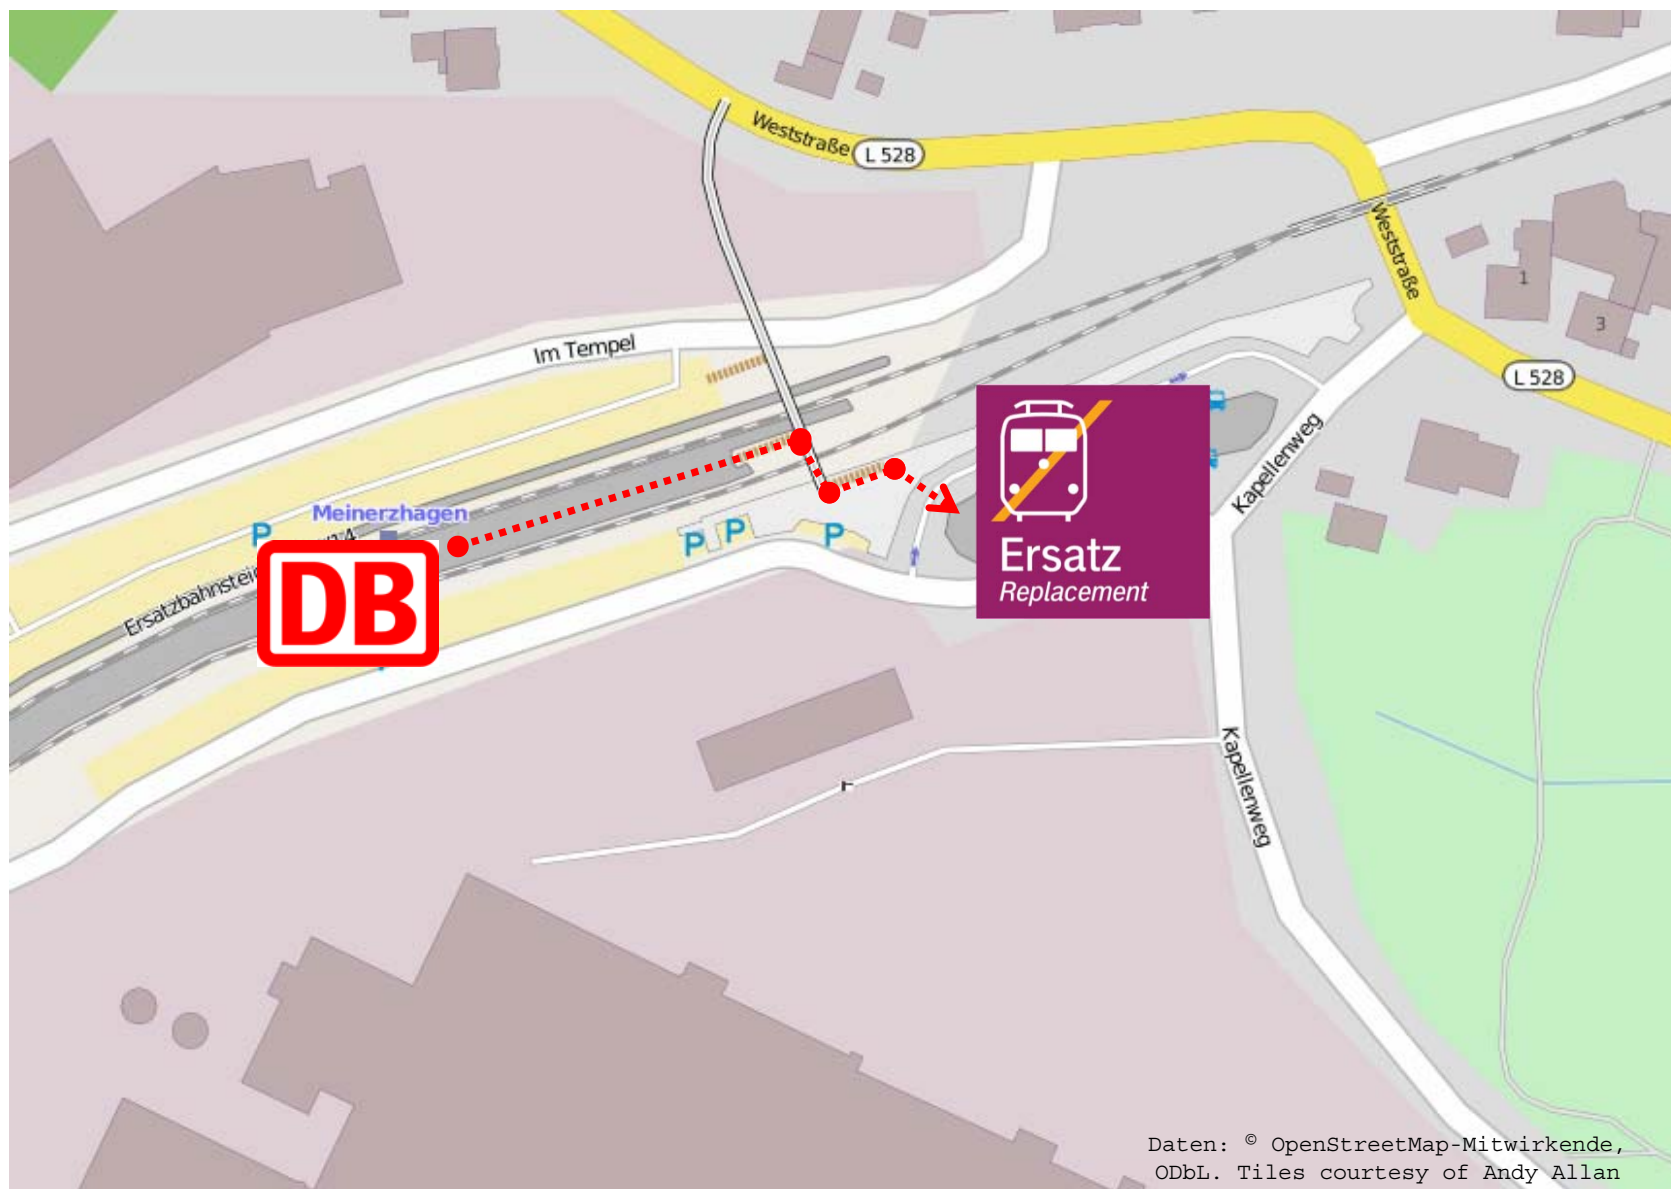 Weststraße
L 528
Weststraße
1
3
Im Tempel
L 528
Kapellenweg
Meinerzhagen
P
P
P
P
Ersatzbahnsteig
DB
Ersatz
Replacement
Kapellenweg
Daten: © OpenStreetMap-Mitwirkende,
ODbL. Tiles courtesy of Andy Allan